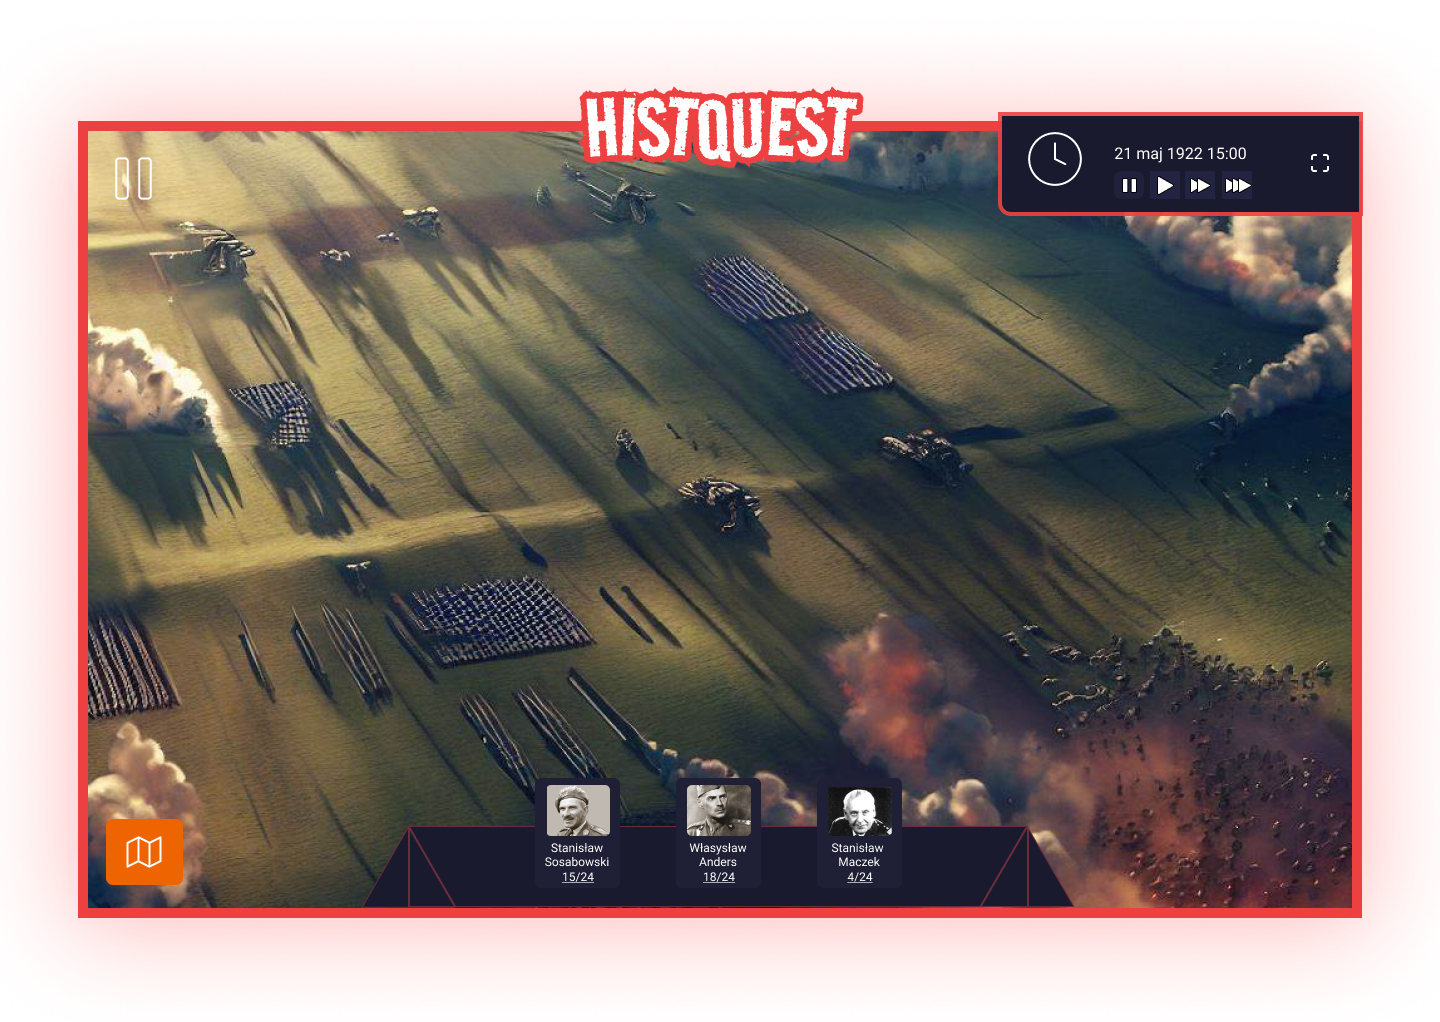 HISTQUEST
21 maj 1922 15:00
Stanisław
Sosabowski
15/24
Własysław
Anders
18/24
Stanisław
Maczek
4/24